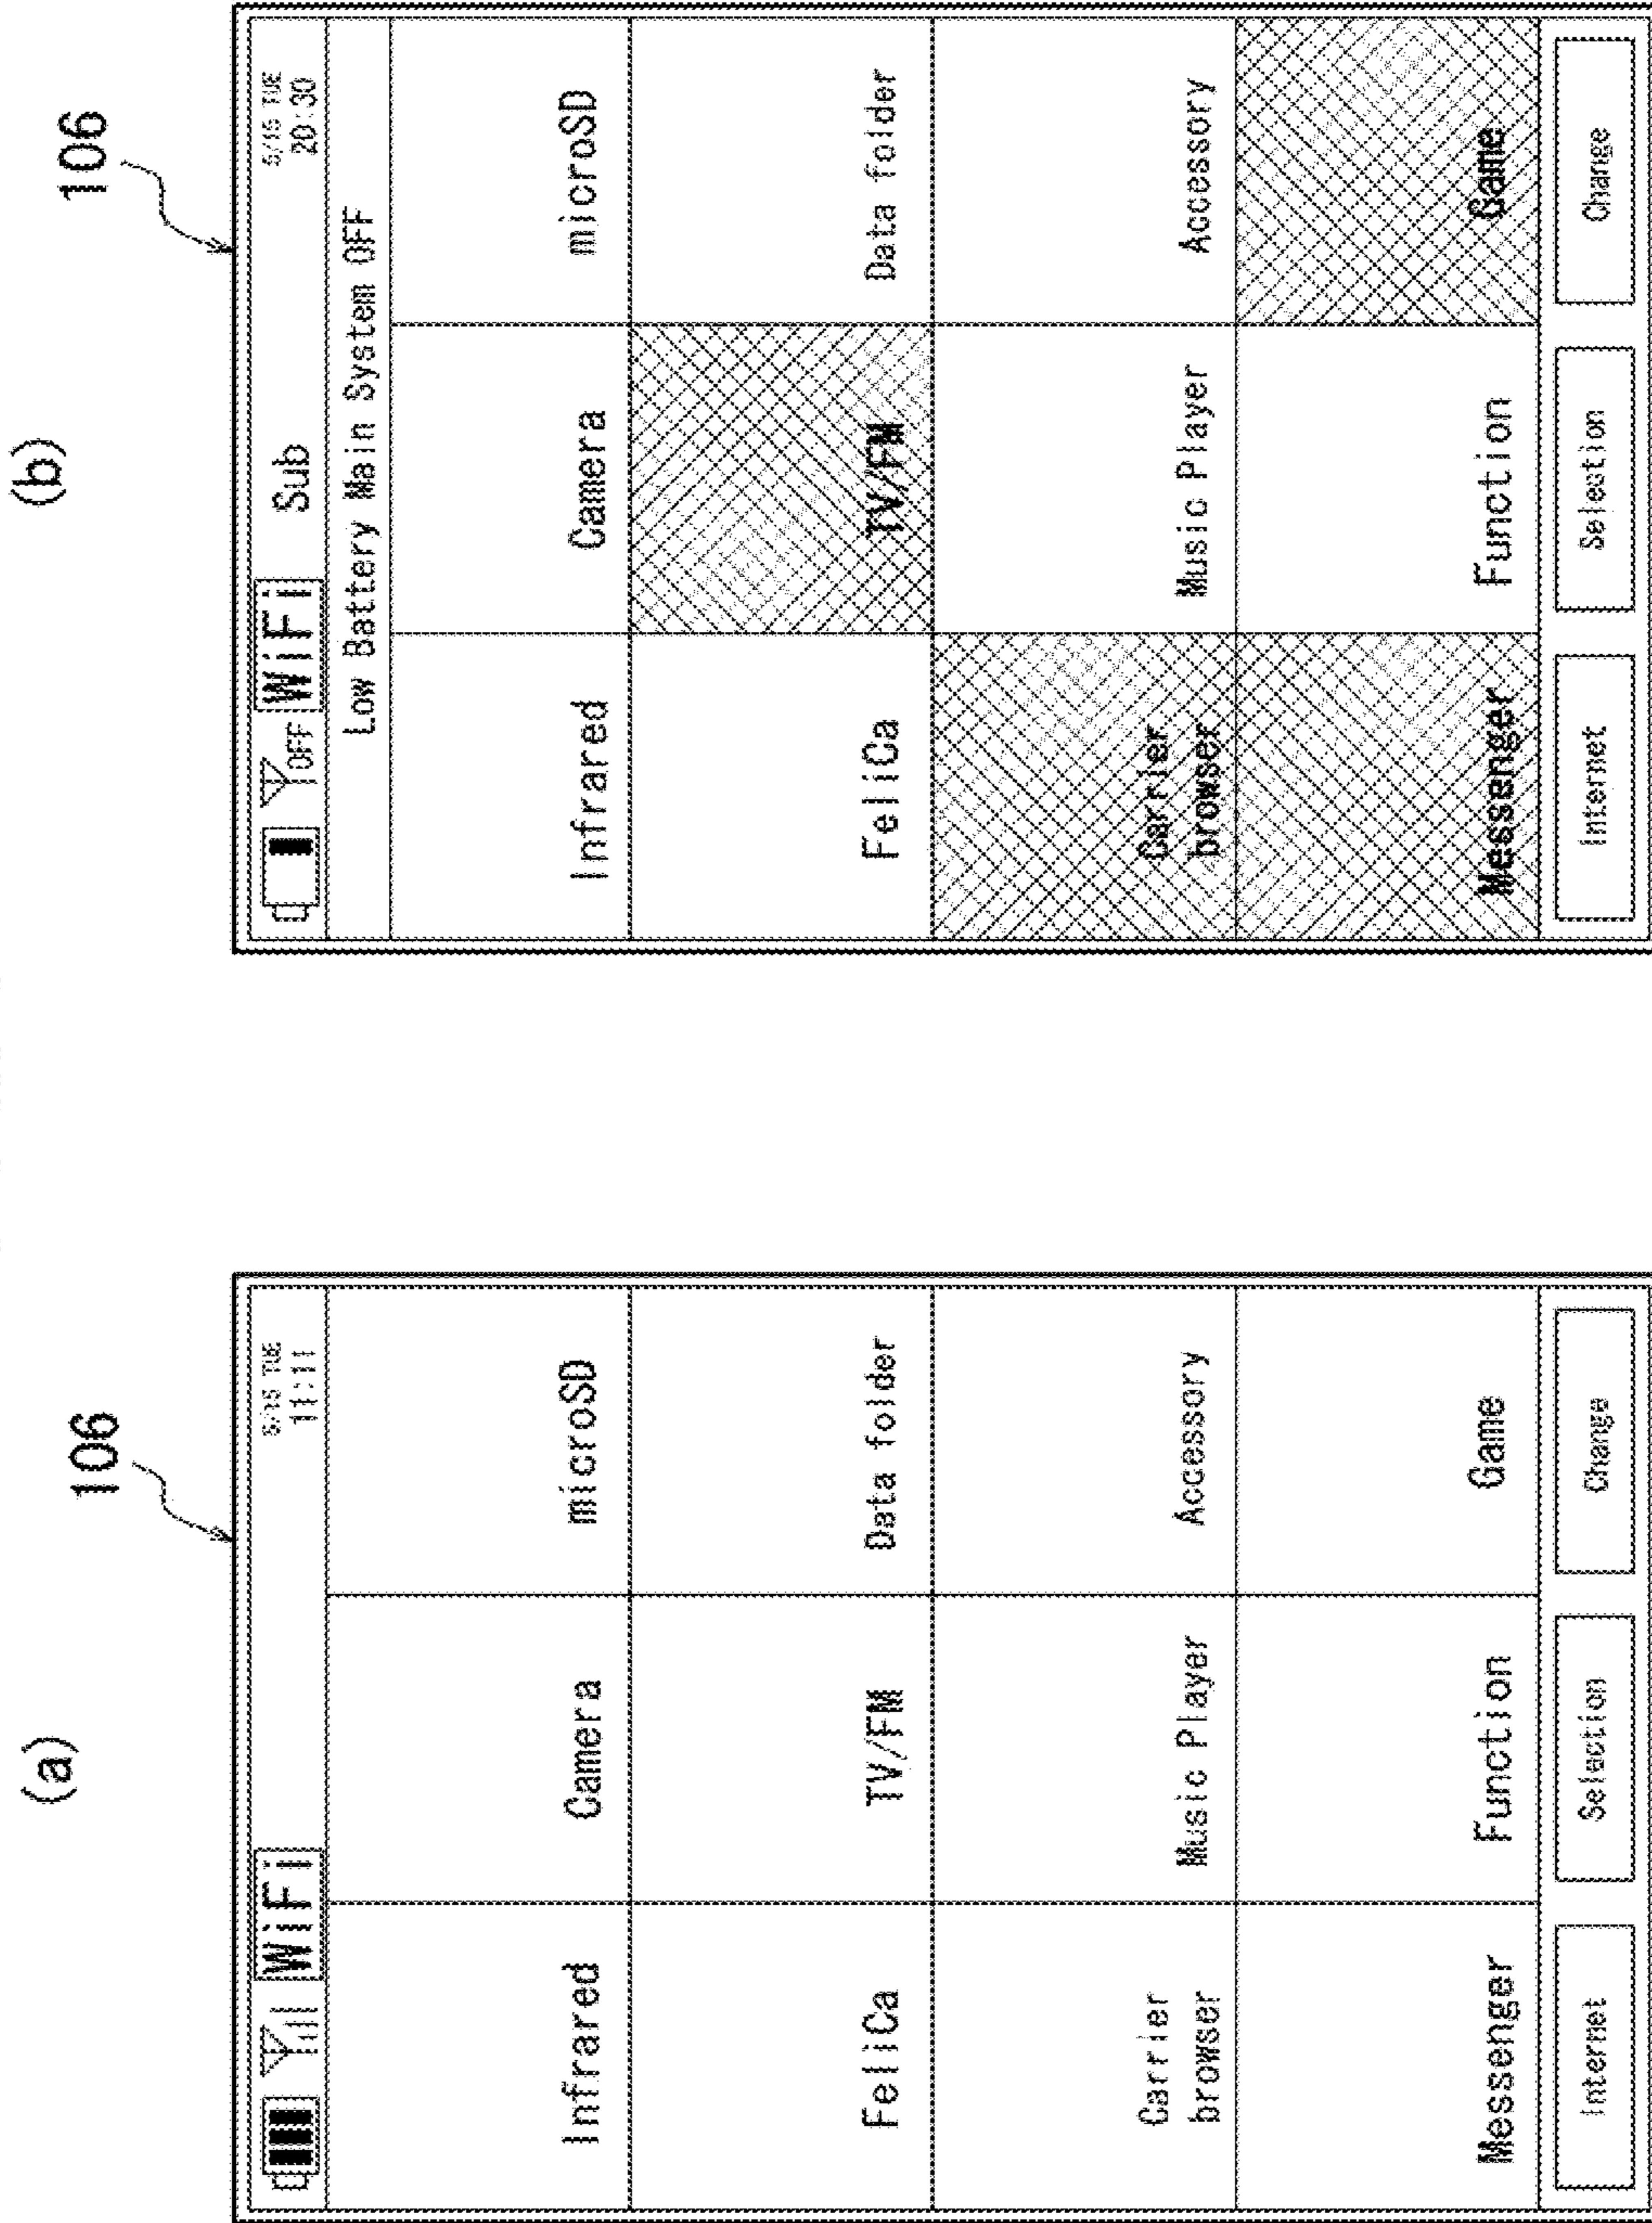 (a)
106
WiFi
5/15 TUE
11:11
Infrared
Camera
microSD
FeliCa
TV/FM
Data folder
Carrier
browser
Music Player
Accessory
Messenger
Function
Game
Internet
Selection
Change
(b)
106
OFF WiFi Sub
5/15 TUE
20:30
Low Battery Main System OFF
Infrared
Camera
microSD
FeliCa
TV/FM
Data folder
Carrier
browser
Music Player
Accessory
Messenger
Function
Game
Internet
Selection
Change